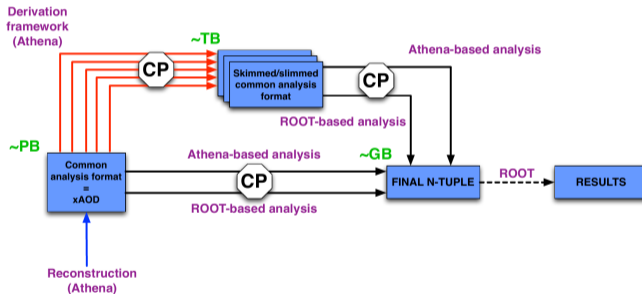 Derivation
framework
(Athena)
~TB
CP
Skimmed/slimmed
common analysis
format
CP
Athena-based analysis
ROOT-based analysis
~PB
Common
analysis format
=
xAOD
Athena-based analysis
CP
ROOT-based analysis
~GB
FINAL N-TUPLE
ROOT
RESULTS
Reconstruction
(Athena)